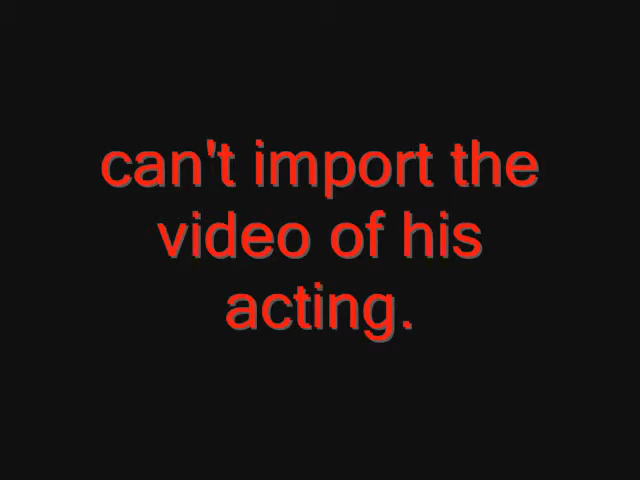 can't import the
video of his
acting.